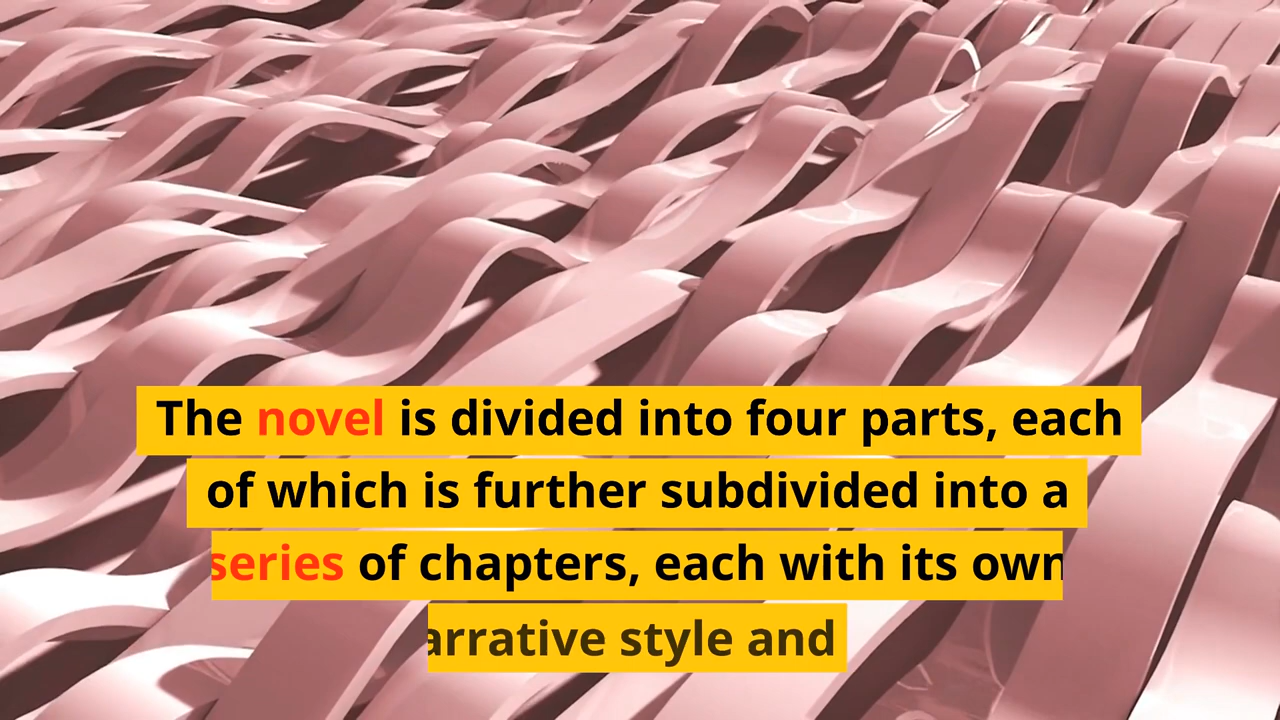 The novel is divided into four parts, each
of which is further subdivided into a
series of chapters, each with its own
arrative style and